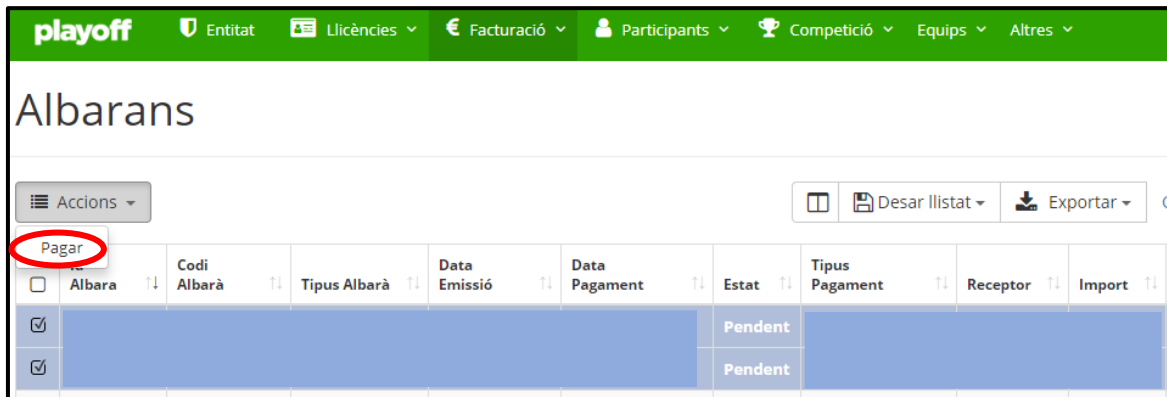 playoff Entitat Llicències € Facturació Participants Competició Equips Altres
Albarans
Accions Desar llistat Exportar
Pagar
Albara Codi Albarà Tipus Albarà Data Emissió Data Pagament Estat Tipus Pagament Receptor Import
Pendent
Pendent